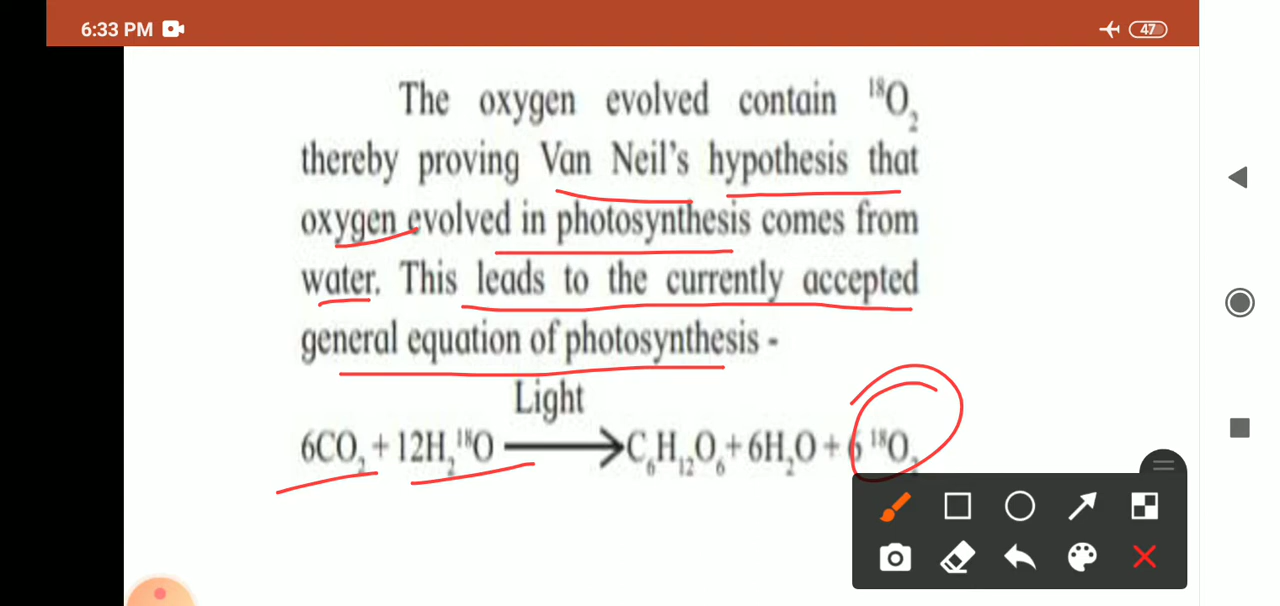 6:33 PM 47
The oxygen evolved contain ¹⁸O₂
thereby proving Van Neil's hypothesis that
oxygen evolved in photosynthesis comes from
water. This leads to the currently accepted
general equation of photosynthesis -
Light
6CO₂ + 12H₂¹⁸O ⟶ C₆H₁₂O₆ + 6H₂O + 6 ¹⁸O₂